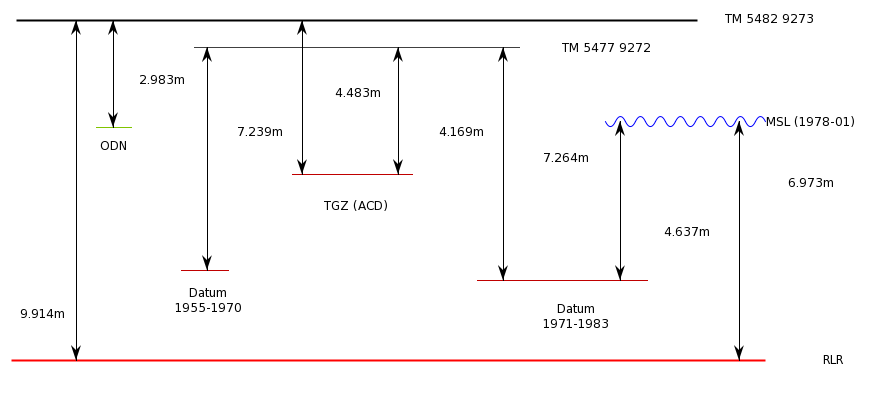 TM 5482 9273
TM 5477 9272
2.983m
4.483m
MSL (1978-01)
7.239m
4.169m
ODN
7.264m
6.973m
TGZ (ACD)
4.637m
Datum
1955-1970
Datum
1971-1983
9.914m
RLR